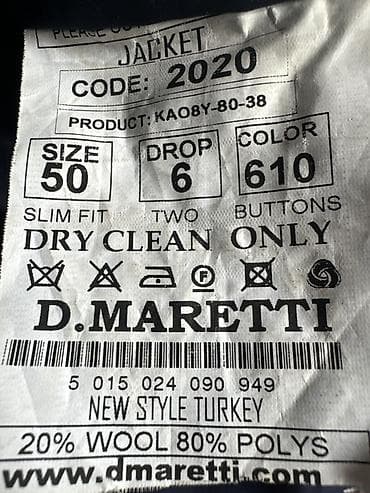 JACKET
CODE: 2020
PRODUCT: KAO8Y-80-38
SIZE 50
DROP 6
COLOR 610
SLIM FIT TWO BUTTONS
DRY CLEAN ONLY
F
D.MARETTI
5 015 024 090 949
NEW STYLE TURKEY
20% WOOL 80% POLYS
www.dmaretti.com